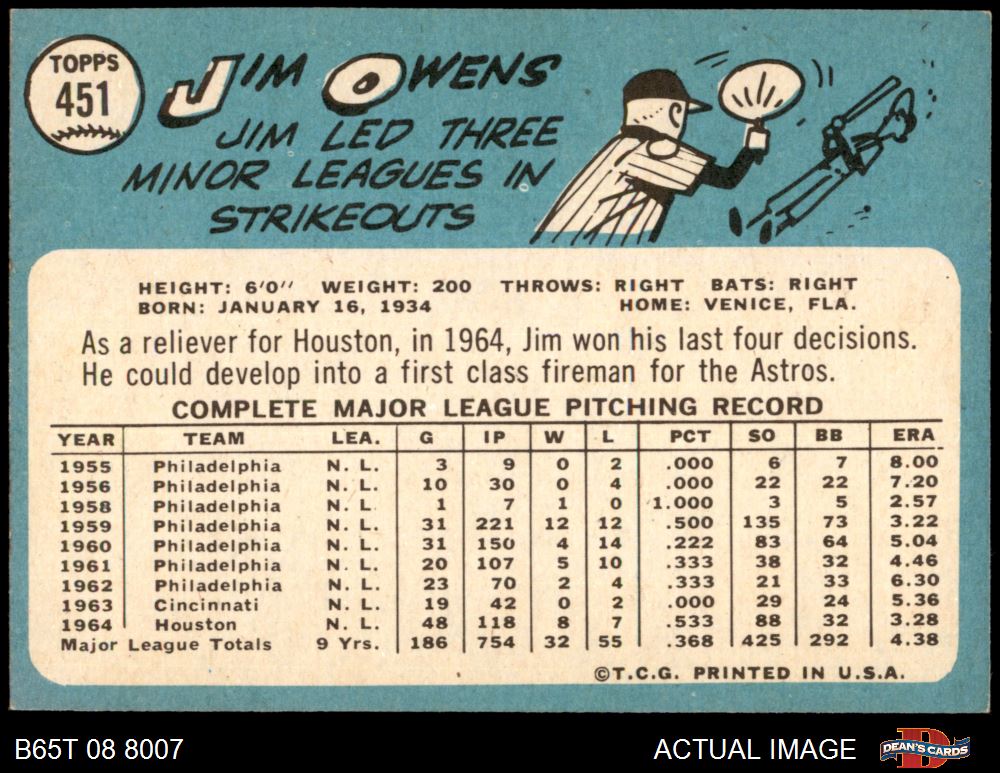 TOPPS
451
JIM OWENS
JIM LED THREE
MINOR LEAGUES IN
STRIKEOUTS
HEIGHT: 6'0" WEIGHT: 200 THROWS: RIGHT BATS: RIGHT
BORN: JANUARY 16, 1934 HOME: VENICE, FLA.
As a reliever for Houston, in 1964, Jim won his last four decisions.
He could develop into a first class fireman for the Astros.
COMPLETE MAJOR LEAGUE PITCHING RECORD
YEAR TEAM LEA. G IP W L PCT SO BB ERA
1955 Philadelphia N. L. 3 9 0 2 .000 6 7 8.00
1956 Philadelphia N. L. 10 30 0 4 .000 22 22 7.20
1958 Philadelphia N. L. 1 7 1 0 1.000 3 5 2.57
1959 Philadelphia N. L. 31 221 12 12 .500 135 73 3.22
1960 Philadelphia N. L. 31 150 4 14 .222 83 64 5.04
1961 Philadelphia N. L. 20 107 5 10 .333 38 32 4.46
1962 Philadelphia N. L. 23 70 2 4 .333 21 33 6.30
1963 Cincinnati N. L. 19 42 0 2 .000 29 24 5.36
1964 Houston N. L. 48 118 8 7 .533 88 32 3.28
Major League Totals 9 Yrs. 186 754 32 55 .368 425 292 4.38
©T.C.G. PRINTED IN U.S.A.
B65T 08 8007 ACTUAL IMAGE DEAN'S CARDS